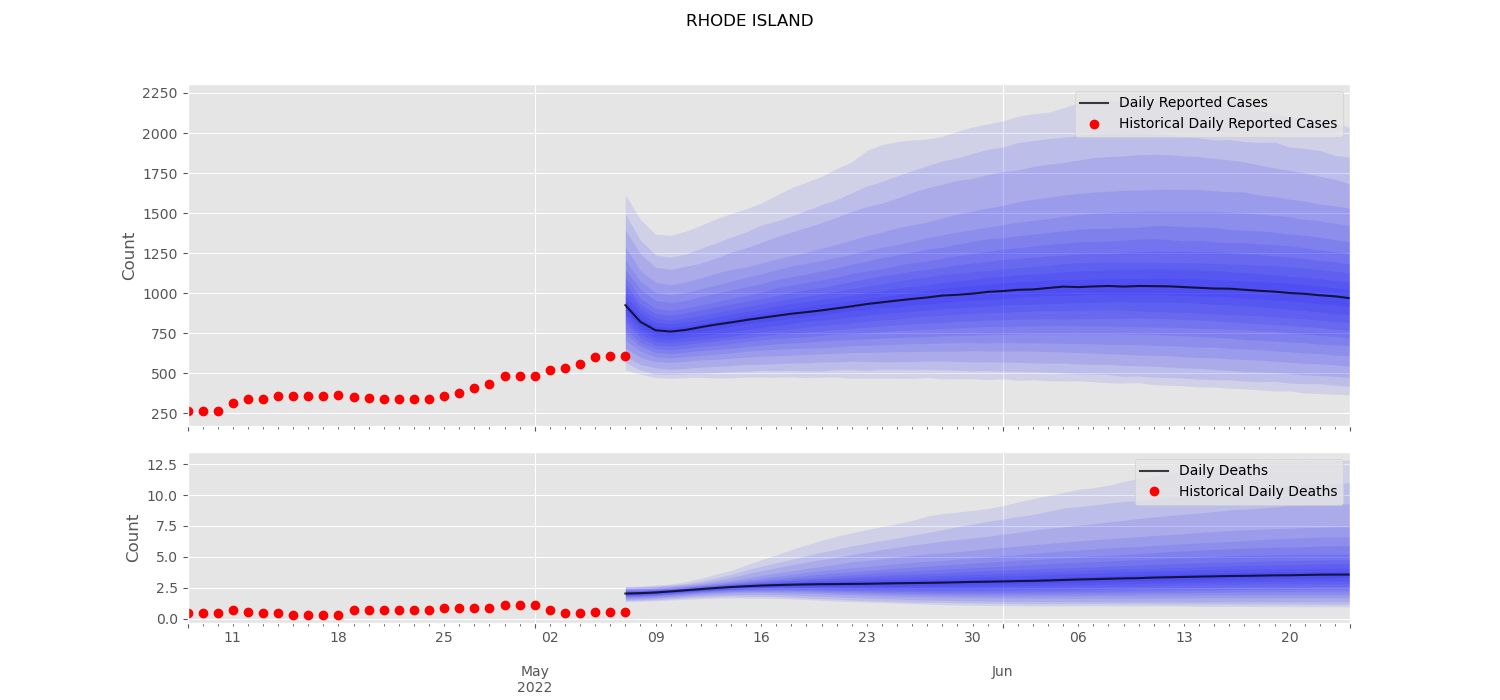 RHODE ISLAND
2250
2000
1750
1500
1250
1000
750
500
250
Count
Daily Reported Cases
Historical Daily Reported Cases
12.5
10.0
7.5
5.0
2.5
0.0
Count
Daily Deaths
Historical Daily Deaths
11 18 25 02 09 16 23 30 06 13 20
May Jun
2022